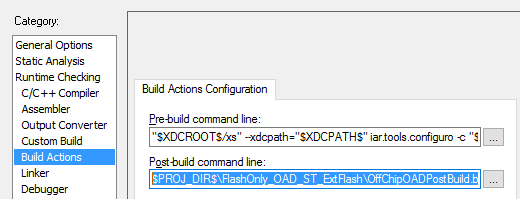 Category:
General Options
Static Analysis
Runtime Checking
C/C++ Compiler
Assembler
Output Converter
Custom Build
Build Actions
Linker
Debugger
Build Actions Configuration
Pre-build command line:
"$XDCROOT$/xs" --xdcpath="$XDCPATH$" iar.tools.configuro -c "$
...
Post-build command line:
$PROJ_DIR$\FlashOnly_OAD_ST_ExtFlash\OffChipOADPostBuild.b
...